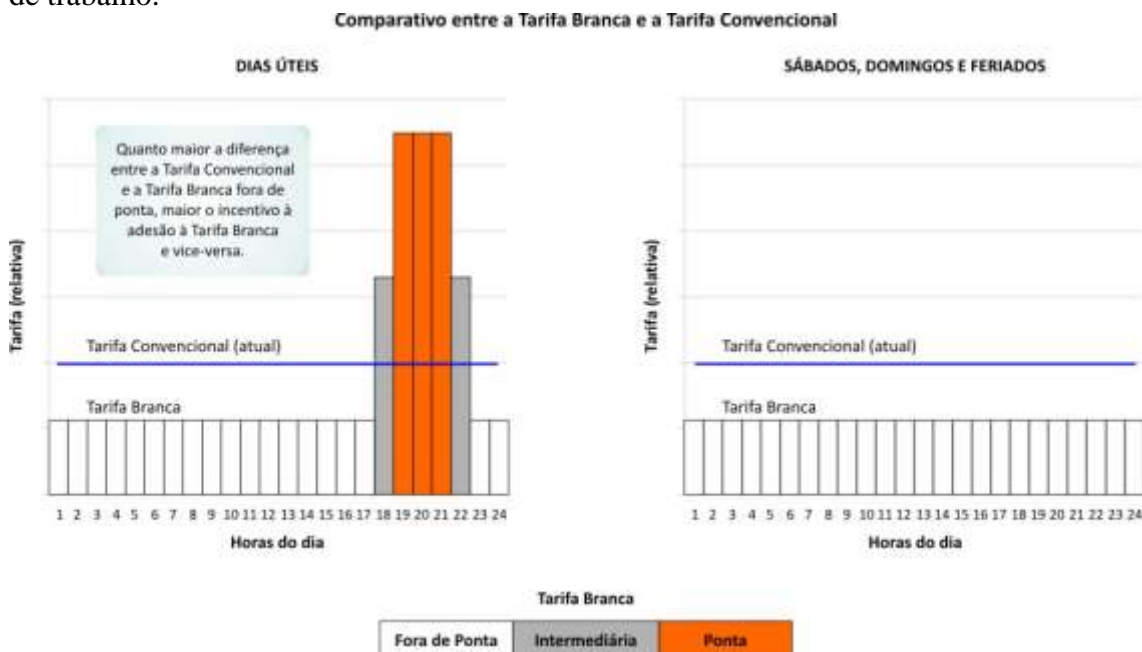 de trabalho.
Comparativo entre a Tarifa Branca e a Tarifa Convencional
DIAS ÚTEIS
Quanto maior a diferença
entre a Tarifa Convencional
e a Tarifa Branca fora de
ponta, maior o incentivo à
adesão à Tarifa Branca
e vice-versa.
Tarifa (relativa)
Tarifa Convencional (atual)
Tarifa Branca
1 2 3 4 5 6 7 8 9 10 11 12 13 14 15 16 17 18 19 20 21 22 23 24
Horas do dia
SÁBADOS, DOMINGOS E FERIADOS
Tarifa (relativa)
Tarifa Convencional (atual)
Tarifa Branca
1 2 3 4 5 6 7 8 9 10 11 12 13 14 15 16 17 18 19 20 21 22 23 24
Horas do dia
Tarifa Branca
Fora de Ponta Intermediária Ponta